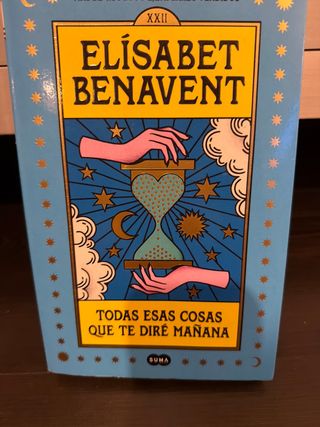 XXII
ELÍSABET
BENAVENT
TODAS ESAS COSAS
QUE TE DIRÉ MAÑANA
SUMA